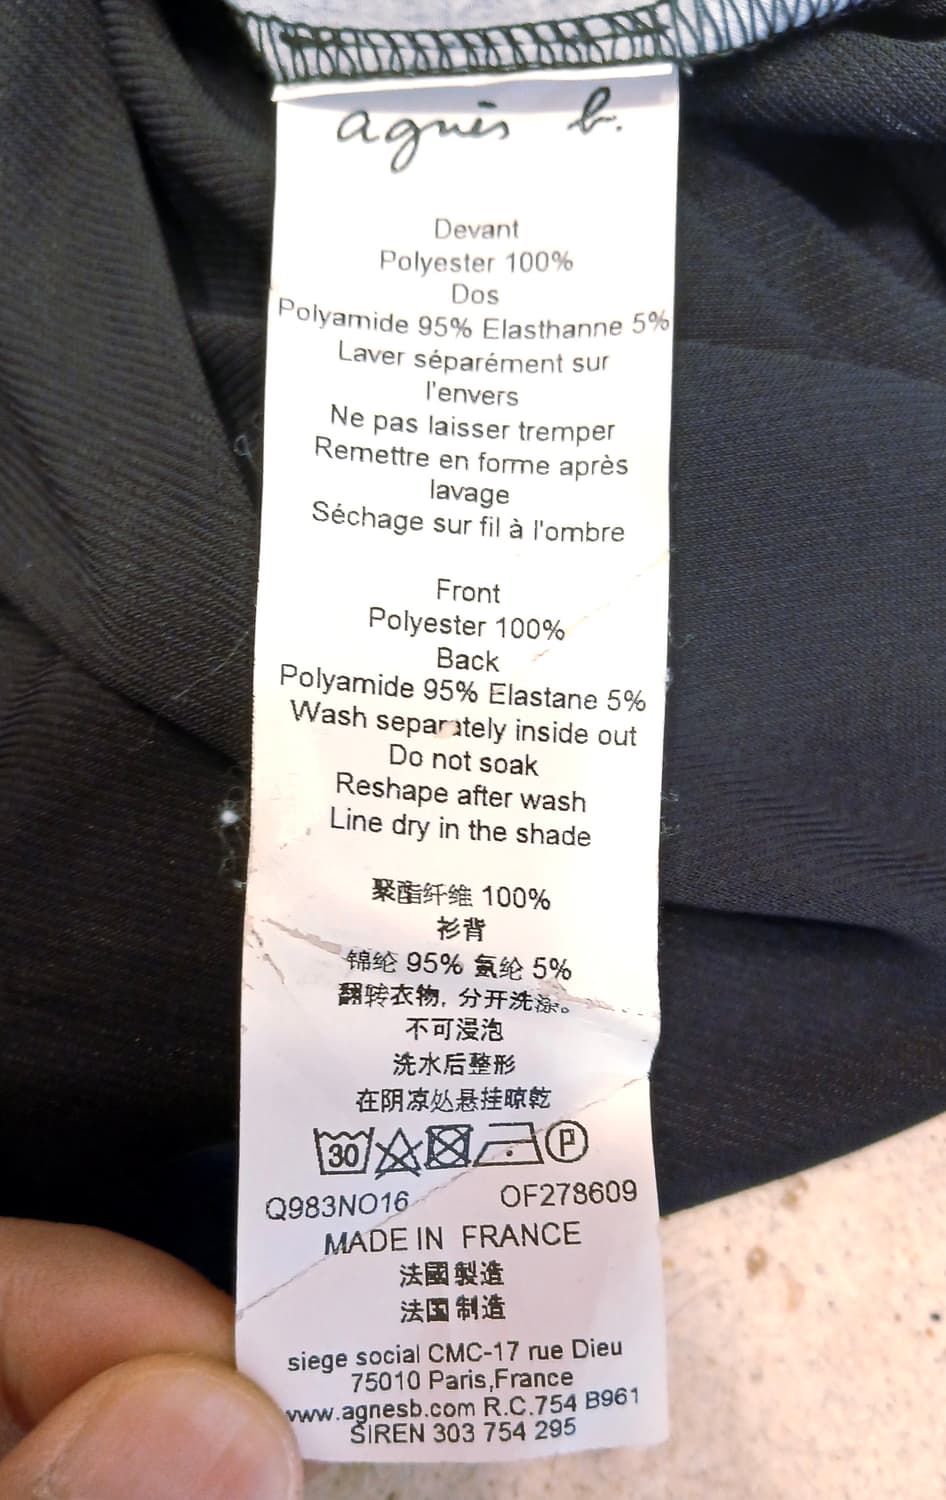 agnès b.
Devant
Polyester 100%
Dos
Polyamide 95% Elasthanne 5%
Laver séparément sur
l'envers
Ne pas laisser tremper
Remettre en forme après
lavage
Séchage sur fil à l'ombre
Front
Polyester 100%
Back
Polyamide 95% Elastane 5%
Wash separately inside out
Do not soak
Reshape after wash
Line dry in the shade
聚酯纤维 100%
衫背
锦纶 95% 氨纶 5%
翻转衣物, 分开洗涤。
不可浸泡
洗水后整形
在阴凉处悬挂晾乾
30 P
Q983NO16 OF278609
MADE IN FRANCE
法國製造
法国制造
siege social CMC-17 rue Dieu
75010 Paris,France
www.agnesb.com R.C.754 B961
SIREN 303 754 295